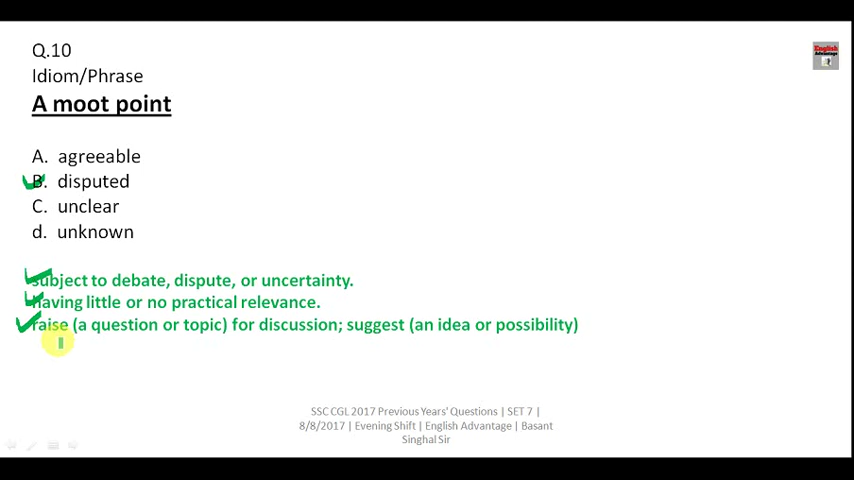 Q.10
English
Advantage
Idiom/Phrase
A moot point
A. agreeable
B. disputed
C. unclear
d. unknown
subject to debate, dispute, or uncertainty.
having little or no practical relevance.
raise (a question or topic) for discussion; suggest (an idea or possibility)
SSC CGL 2017 Previous Years' Questions | SET 7 |
8/8/2017 | Evening Shift | English Advantage | Basant
Singhal Sir